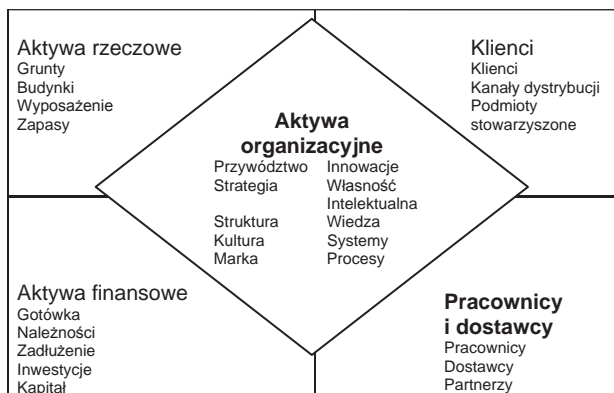 Aktywa rzeczowe
Grunty
Budynki
Wyposażenie
Zapasy
Klienci
Klienci
Kanały dystrybucji
Podmioty
stowarzyszone
Aktywa
organizacyjne
Przywództwo Innowacje
Strategia Własność
Intelektualna
Struktura Wiedza
Kultura Systemy
Marka Procesy
Aktywa finansowe
Gotówka
Należności
Zadłużenie
Inwestycje
Kapitał
Pracownicy
i dostawcy
Pracownicy
Dostawcy
Partnerzy